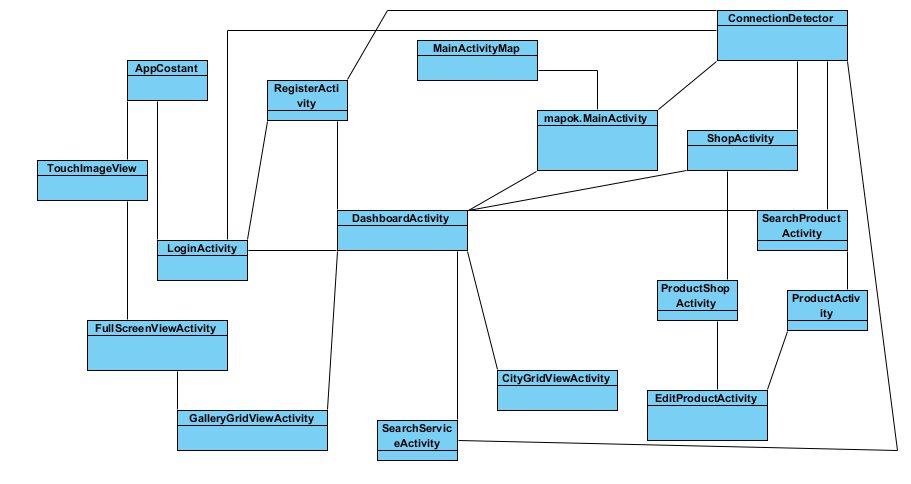 ConnectionDetector
MainActivityMap
AppCostant
RegisterActi
vity
mapok.MainActivity
ShopActivity
TouchImageView
DashboardActivity
SearchProduct
Activity
LoginActivity
ProductShop
Activity
ProductActiv
ity
FullScreenViewActivity
CityGridViewActivity
EditProductActivity
GalleryGridViewActivity
SearchServic
eActivity